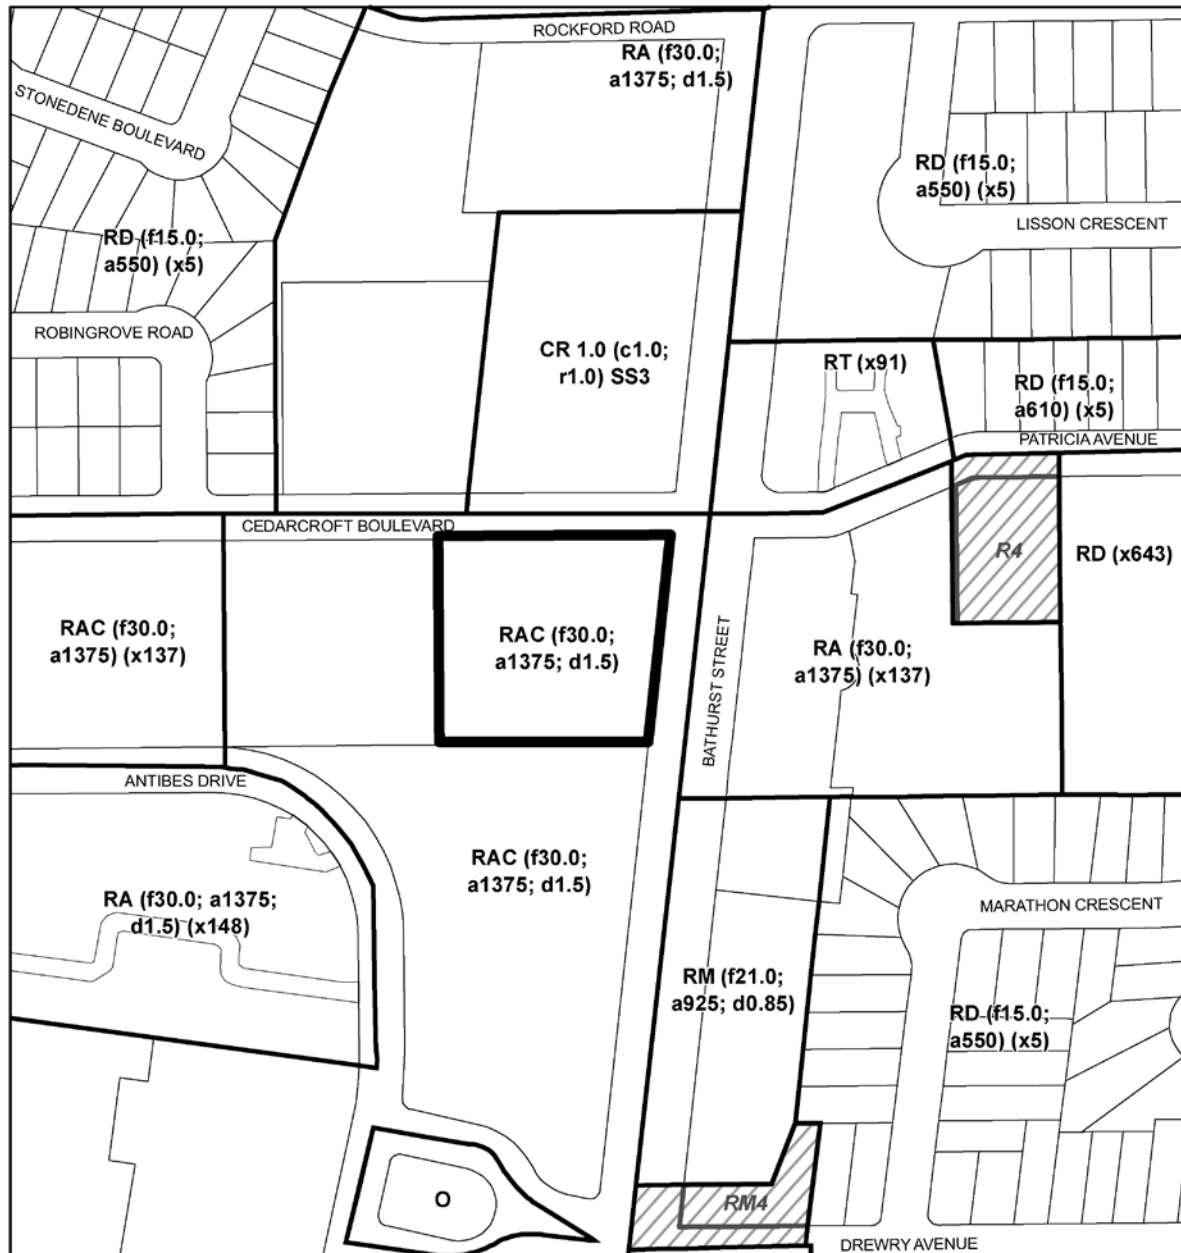 ROCKFORD ROAD
RA (f30.0;
a1375; d1.5)
STONEDENE BOULEVARD
RD (f15.0;
a550) (x5)
LISSON CRESCENT
RD (f15.0;
a550) (x5)
ROBINGROVE ROAD
CR 1.0 (c1.0;
r1.0) SS3
RT (x91)
RD (f15.0;
a610) (x5)
PATRICIA AVENUE
CEDARCROFT BOULEVARD
R4
RD (x643)
RAC (f30.0;
a1375) (x137)
RAC (f30.0;
a1375; d1.5)
BATHURST STREET
RA (f30.0;
a1375) (x137)
ANTIBES DRIVE
RAC (f30.0;
a1375; d1.5)
RA (f30.0; a1375;
d1.5) (x148)
MARATHON CRESCENT
RM (f21.0;
a925; d0.85)
RD (f15.0;
a550) (x5)
O
RM4
DREWRY AVENUE